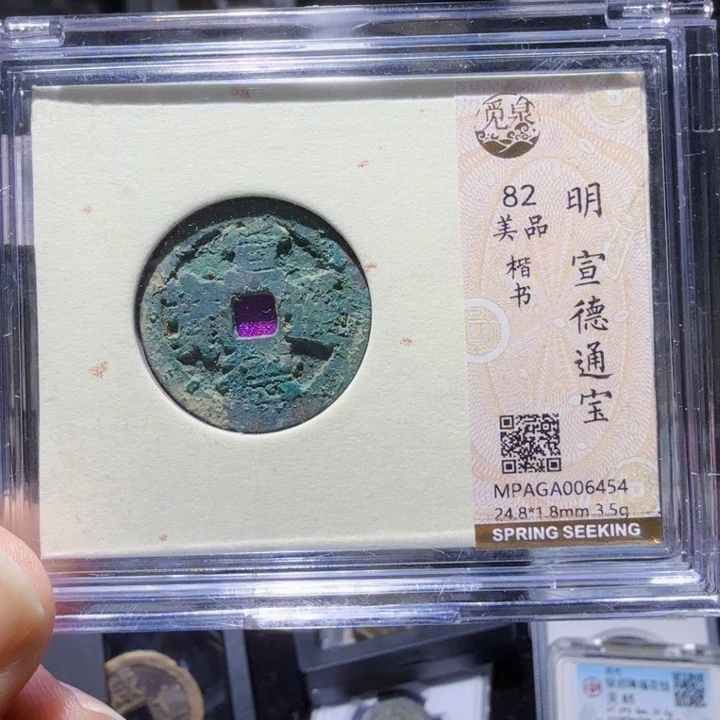 觅泉
82
美品
楷书
明 宣德通宝
MPAGA006454
24.8*1.8mm 3.5g
SPRING SEEKING